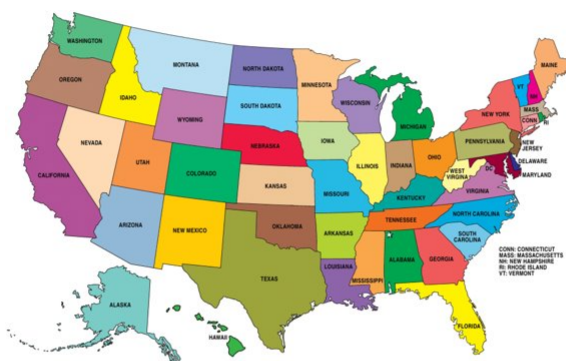 WASHINGTON
OREGON
CALIFORNIA
NEVADA
IDAHO
MONTANA
WYOMING
UTAH
ARIZONA
COLORADO
NEW MEXICO
NORTH DAKOTA
SOUTH DAKOTA
NEBRASKA
KANSAS
OKLAHOMA
TEXAS
MINNESOTA
IOWA
MISSOURI
ARKANSAS
LOUISIANA
WISCONSIN
ILLINOIS
MICHIGAN
INDIANA
OHIO
KENTUCKY
TENNESSEE
MISSISSIPPI
ALABAMA
GEORGIA
FLORIDA
SOUTH
CAROLINA
NORTH CAROLINA
VIRGINIA
WEST
VIRGINIA
DC
MARYLAND
DELAWARE
NEW
JERSEY
PENNSYLVANIA
NEW YORK
CONN
RI
MASS
VT
NH
MAINE
ALASKA
HAWAII
CONN: CONNECTICUT
MASS: MASSACHUSETTS
NH: NEW HAMPSHIRE
RI: RHODE ISLAND
VT: VERMONT